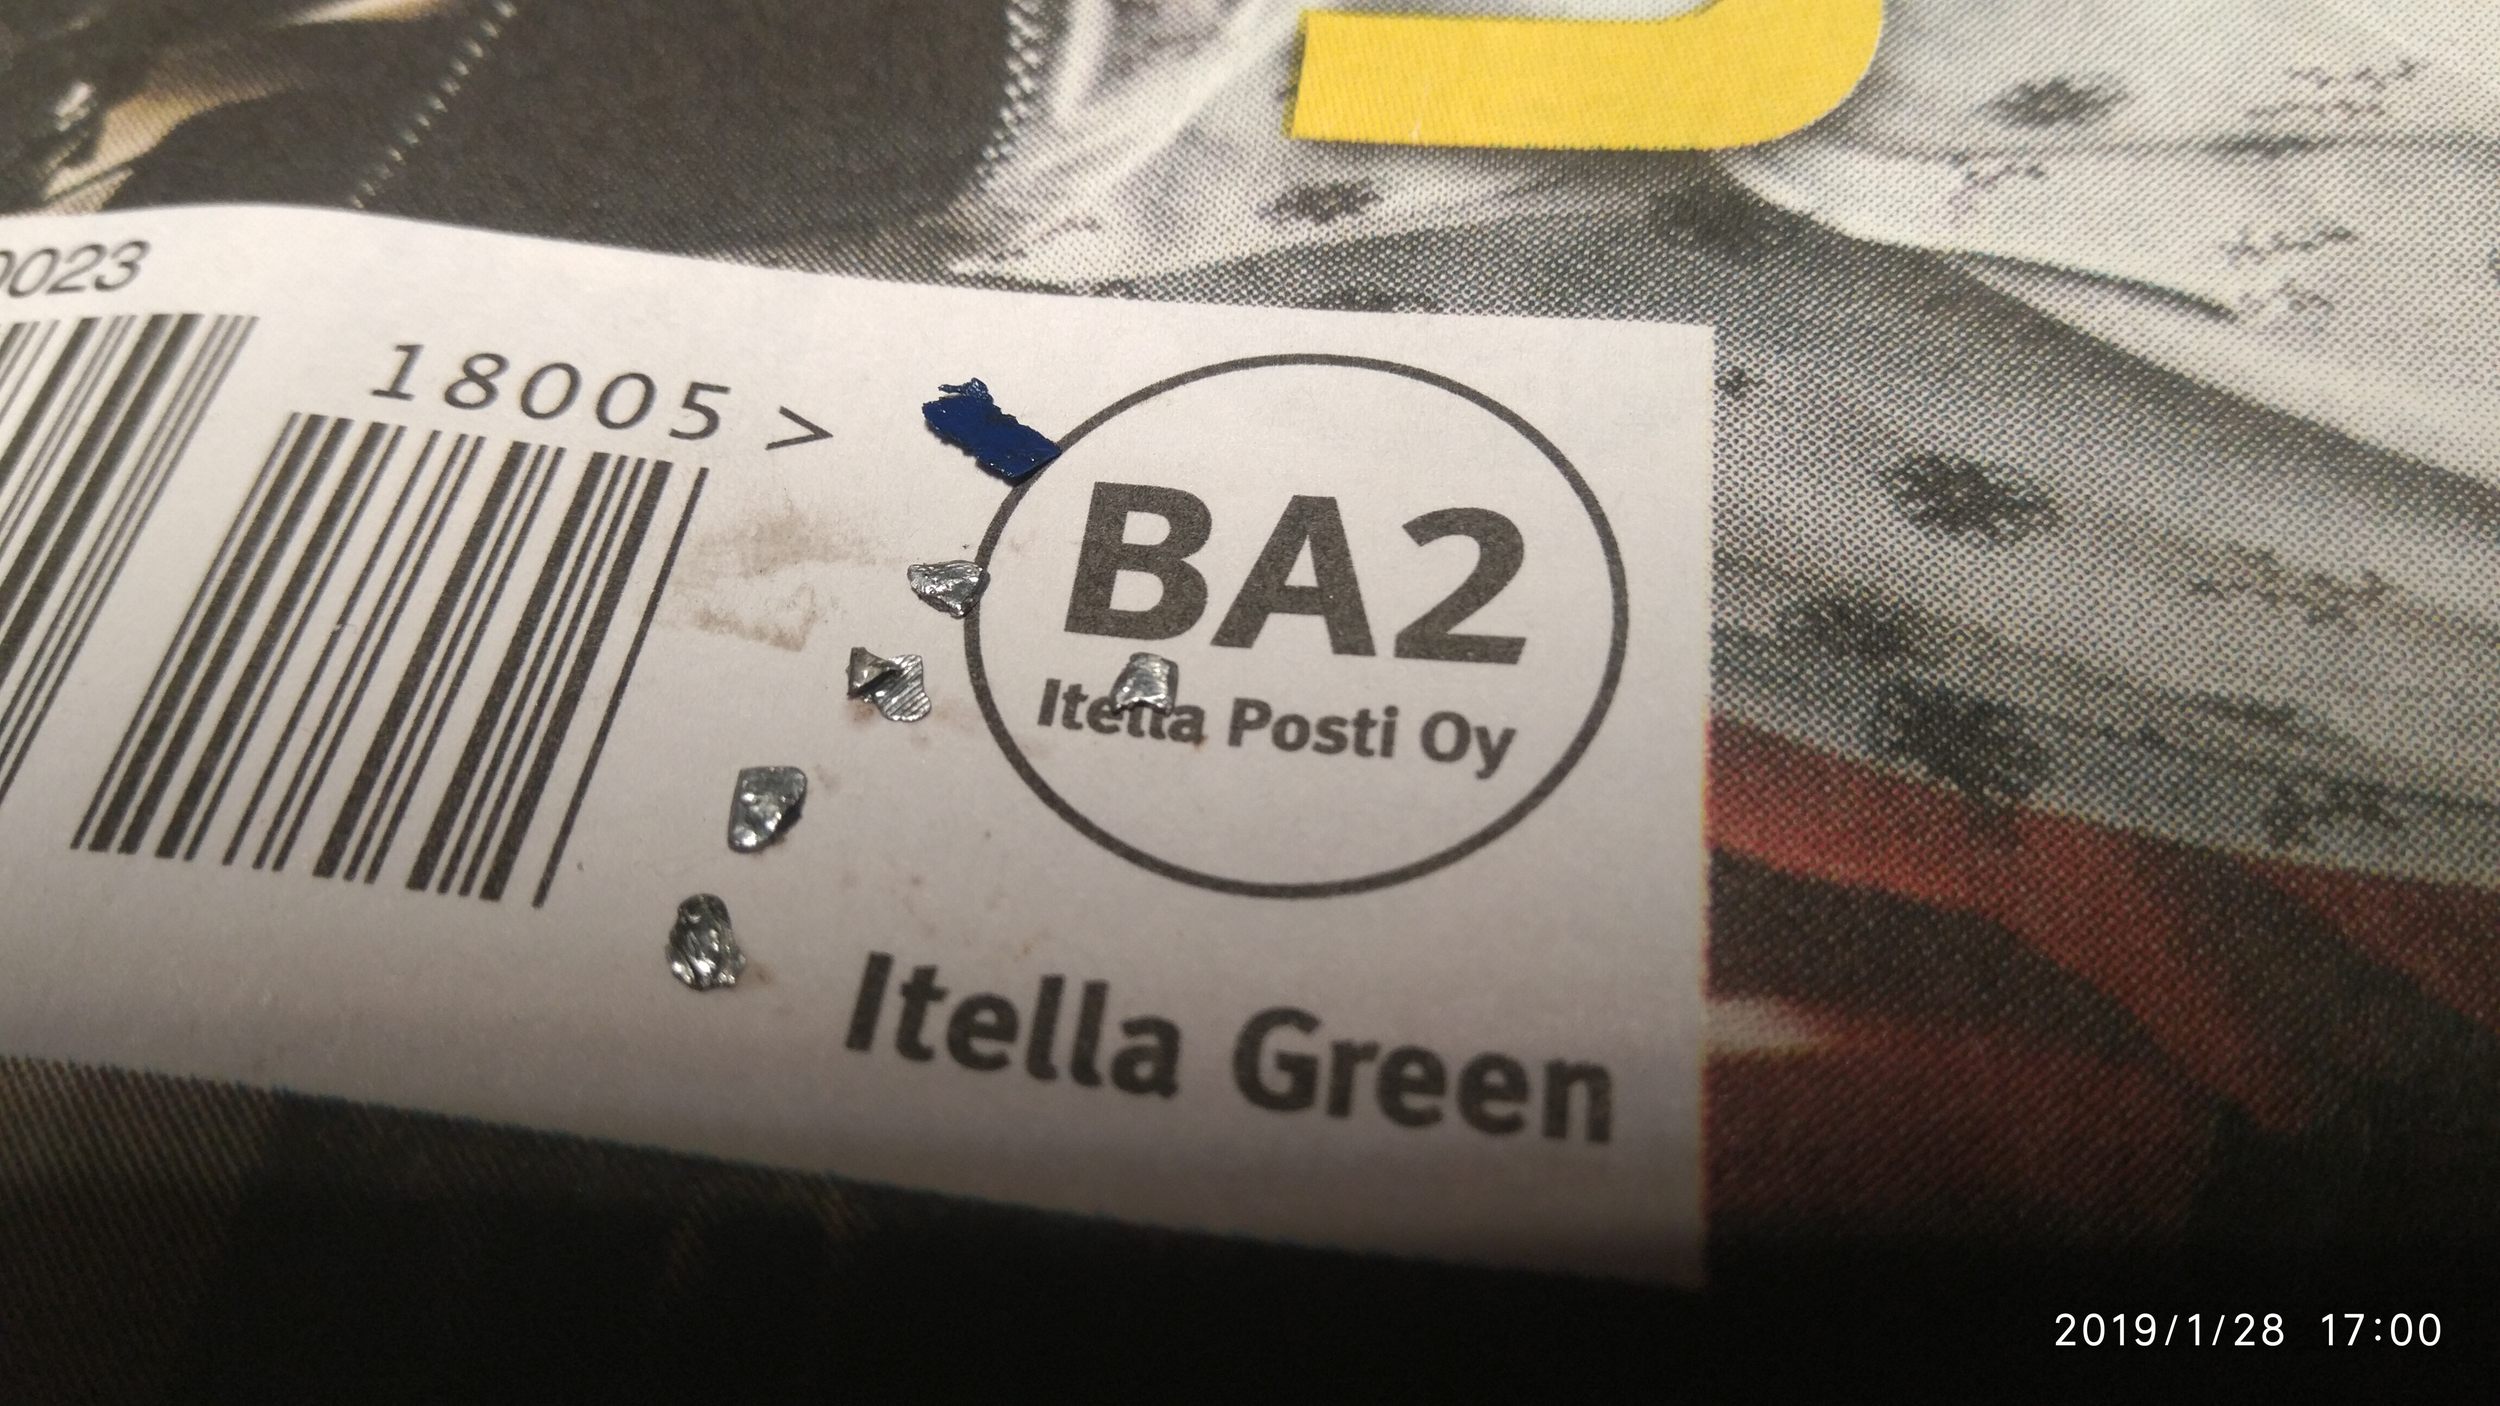 0023
18005 >
BA2
Itella Posti Oy
Itella Green
2019/1/28 17:00